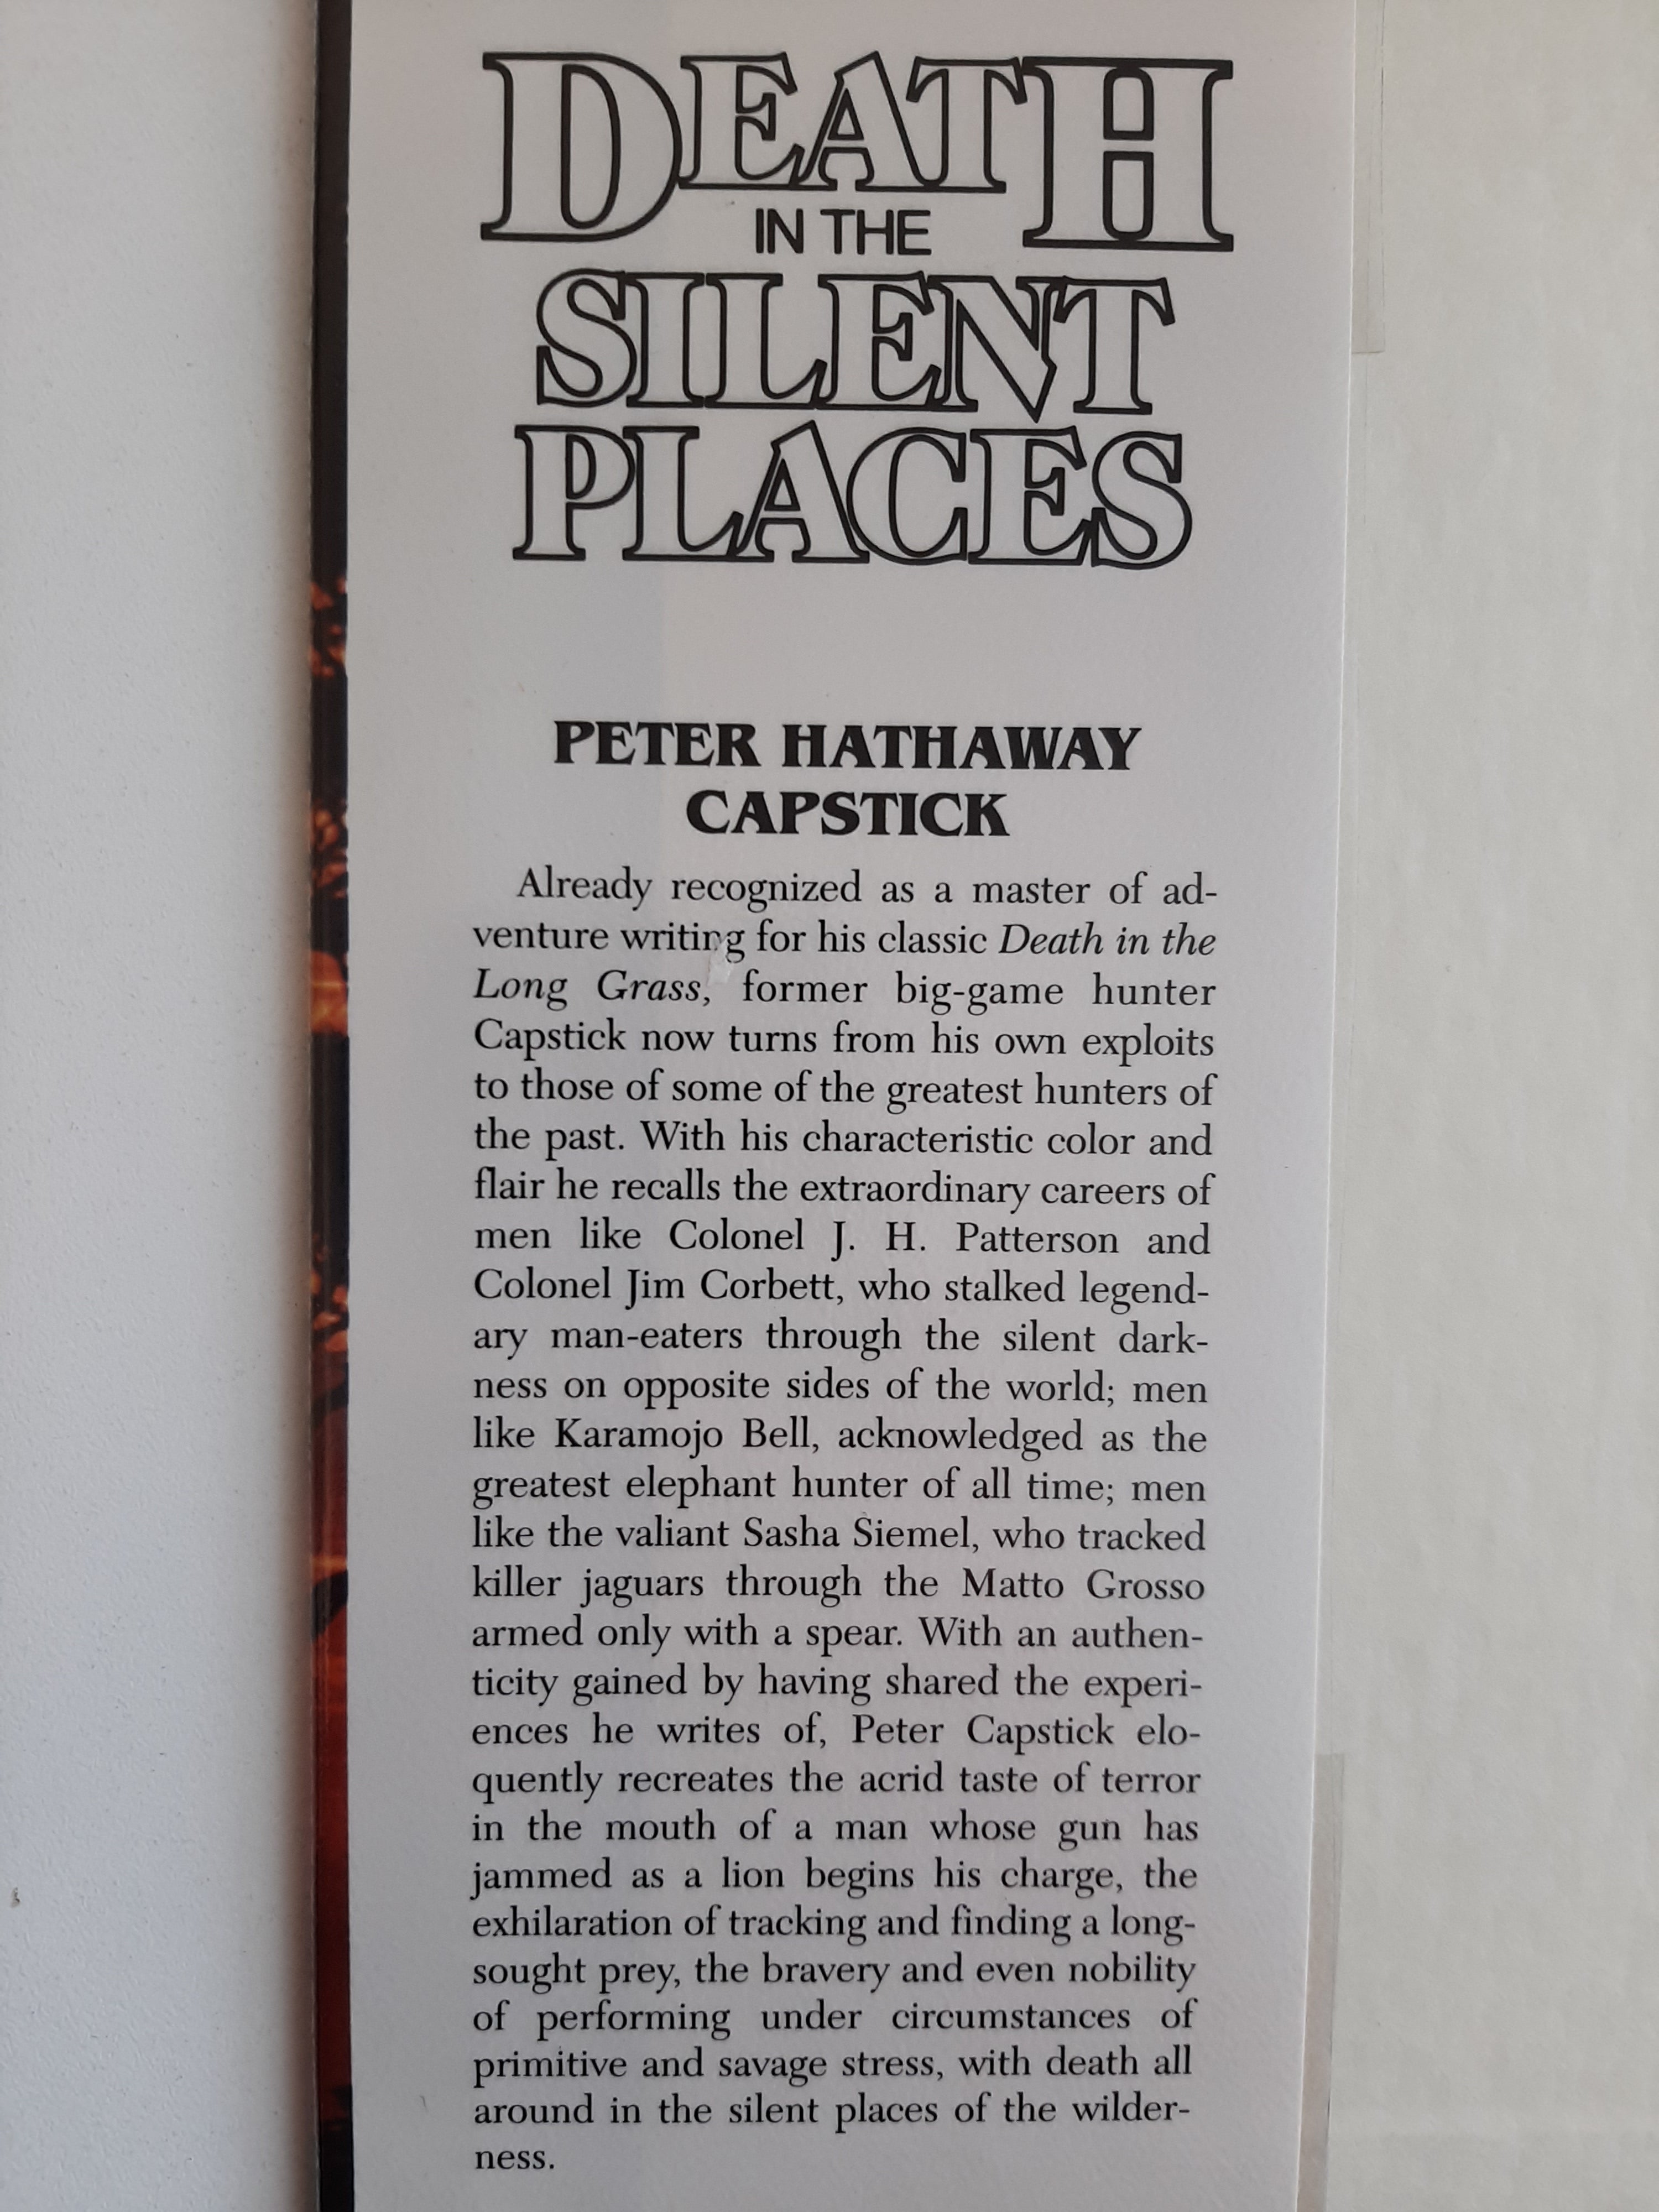 DEATH
IN THE
SILENT
PLACES
PETER HATHAWAY
CAPSTICK
Already recognized as a master of ad-
venture writing for his classic Death in the
Long Grass, former big-game hunter
Capstick now turns from his own exploits
to those of some of the greatest hunters of
the past. With his characteristic color and
flair he recalls the extraordinary careers of
men like Colonel J. H. Patterson and
Colonel Jim Corbett, who stalked legend-
ary man-eaters through the silent dark-
ness on opposite sides of the world; men
like Karamojo Bell, acknowledged as the
greatest elephant hunter of all time; men
like the valiant Sasha Siemel, who tracked
killer jaguars through the Matto Grosso
armed only with a spear. With an authen-
ticity gained by having shared the experi-
ences he writes of, Peter Capstick elo-
quently recreates the acrid taste of terror
in the mouth of a man whose gun has
jammed as a lion begins his charge, the
exhilaration of tracking and finding a long-
sought prey, the bravery and even nobility
of performing under circumstances of
primitive and savage stress, with death all
around in the silent places of the wilder-
ness.